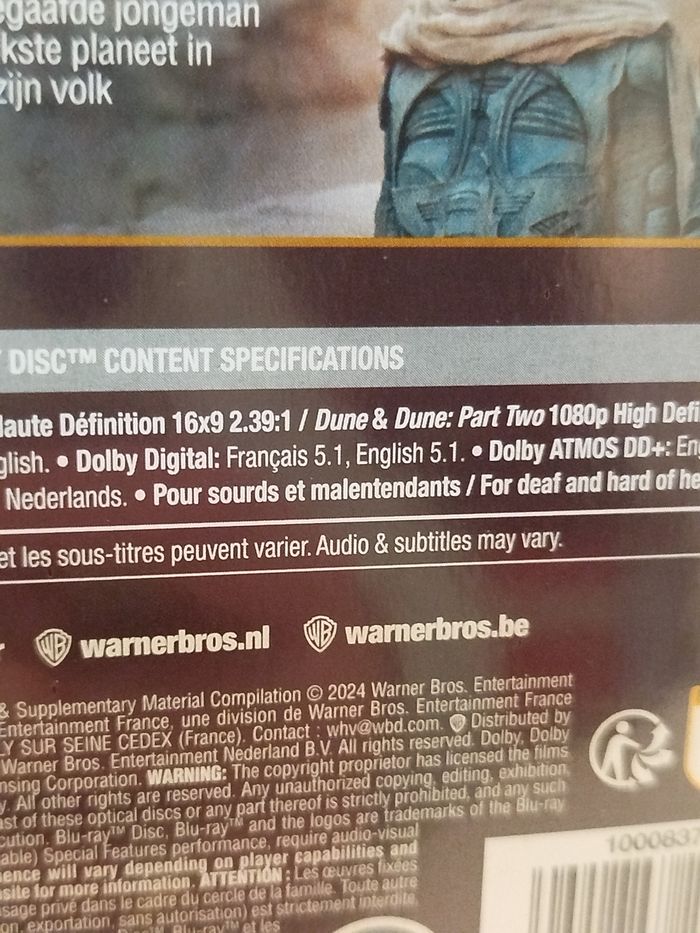 egaafde jongeman
kste planeet in
zijn volk
DISC™ CONTENT SPECIFICATIONS
Haute Définition 16x9 2.39:1 / Dune & Dune: Part Two 1080p High Defi
glish. • Dolby Digital: Français 5.1, English 5.1. • Dolby ATMOS DD+: En
Nederlands. • Pour sourds et malentendants / For deaf and hard of he
et les sous-titres peuvent varier. Audio & subtitles may vary.
WB warnerbros.nl WB warnerbros.be
& Supplementary Material Compilation © 2024 Warner Bros. Entertainment
Entertainment France, une division de Warner Bros. Entertainment France
LY SUR SEINE CEDEX (France). Contact : whv@wbd.com. Distributed by
Warner Bros. Entertainment Nederland B.V. All rights reserved. Dolby, Dolby
nsing Corporation. WARNING: The copyright proprietor has licensed the films
y. All other rights are reserved. Any unauthorized copying, editing, exhibition,
ast of these optical discs or any part thereof is strictly prohibited, and any such
cution. Blu-ray™ Disc, Blu-ray™ and the logos are trademarks of the Blu-ray
able) Special Features performance, require audio-visual
ence will vary depending on player capabilities and
site for more information. ATTENTION : Les œuvres fixées
sage privé dans le cadre du cercle de la famille. Toute autre
on, exportation, sans autorisation) est strictement interdite.
Blu-ray™ et les
1000837